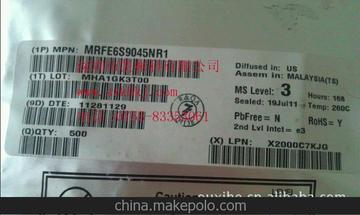 (1P) MPN: MRFE6S9045NR1
Diffused in: US
Assem in: MALAYSIA(TS)
(1T) LOT: MHA1GK3T00
MS Level: 3
Hours: 168
Sealed: 19Jul11
Temp: 260C
(9D) DTE: 11281129
PbFree = N
RoHS = Y
2nd Lvl Intct = e3
(Q)QTY: 500
(X) LPN: X2000C7KJG
Caution
china.makepolo.com